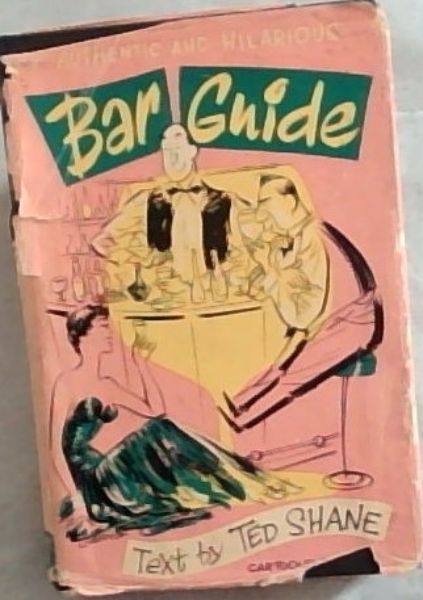 AUTHENTIC AND HILARIOUS
Bar Guide
Text by TED SHANE